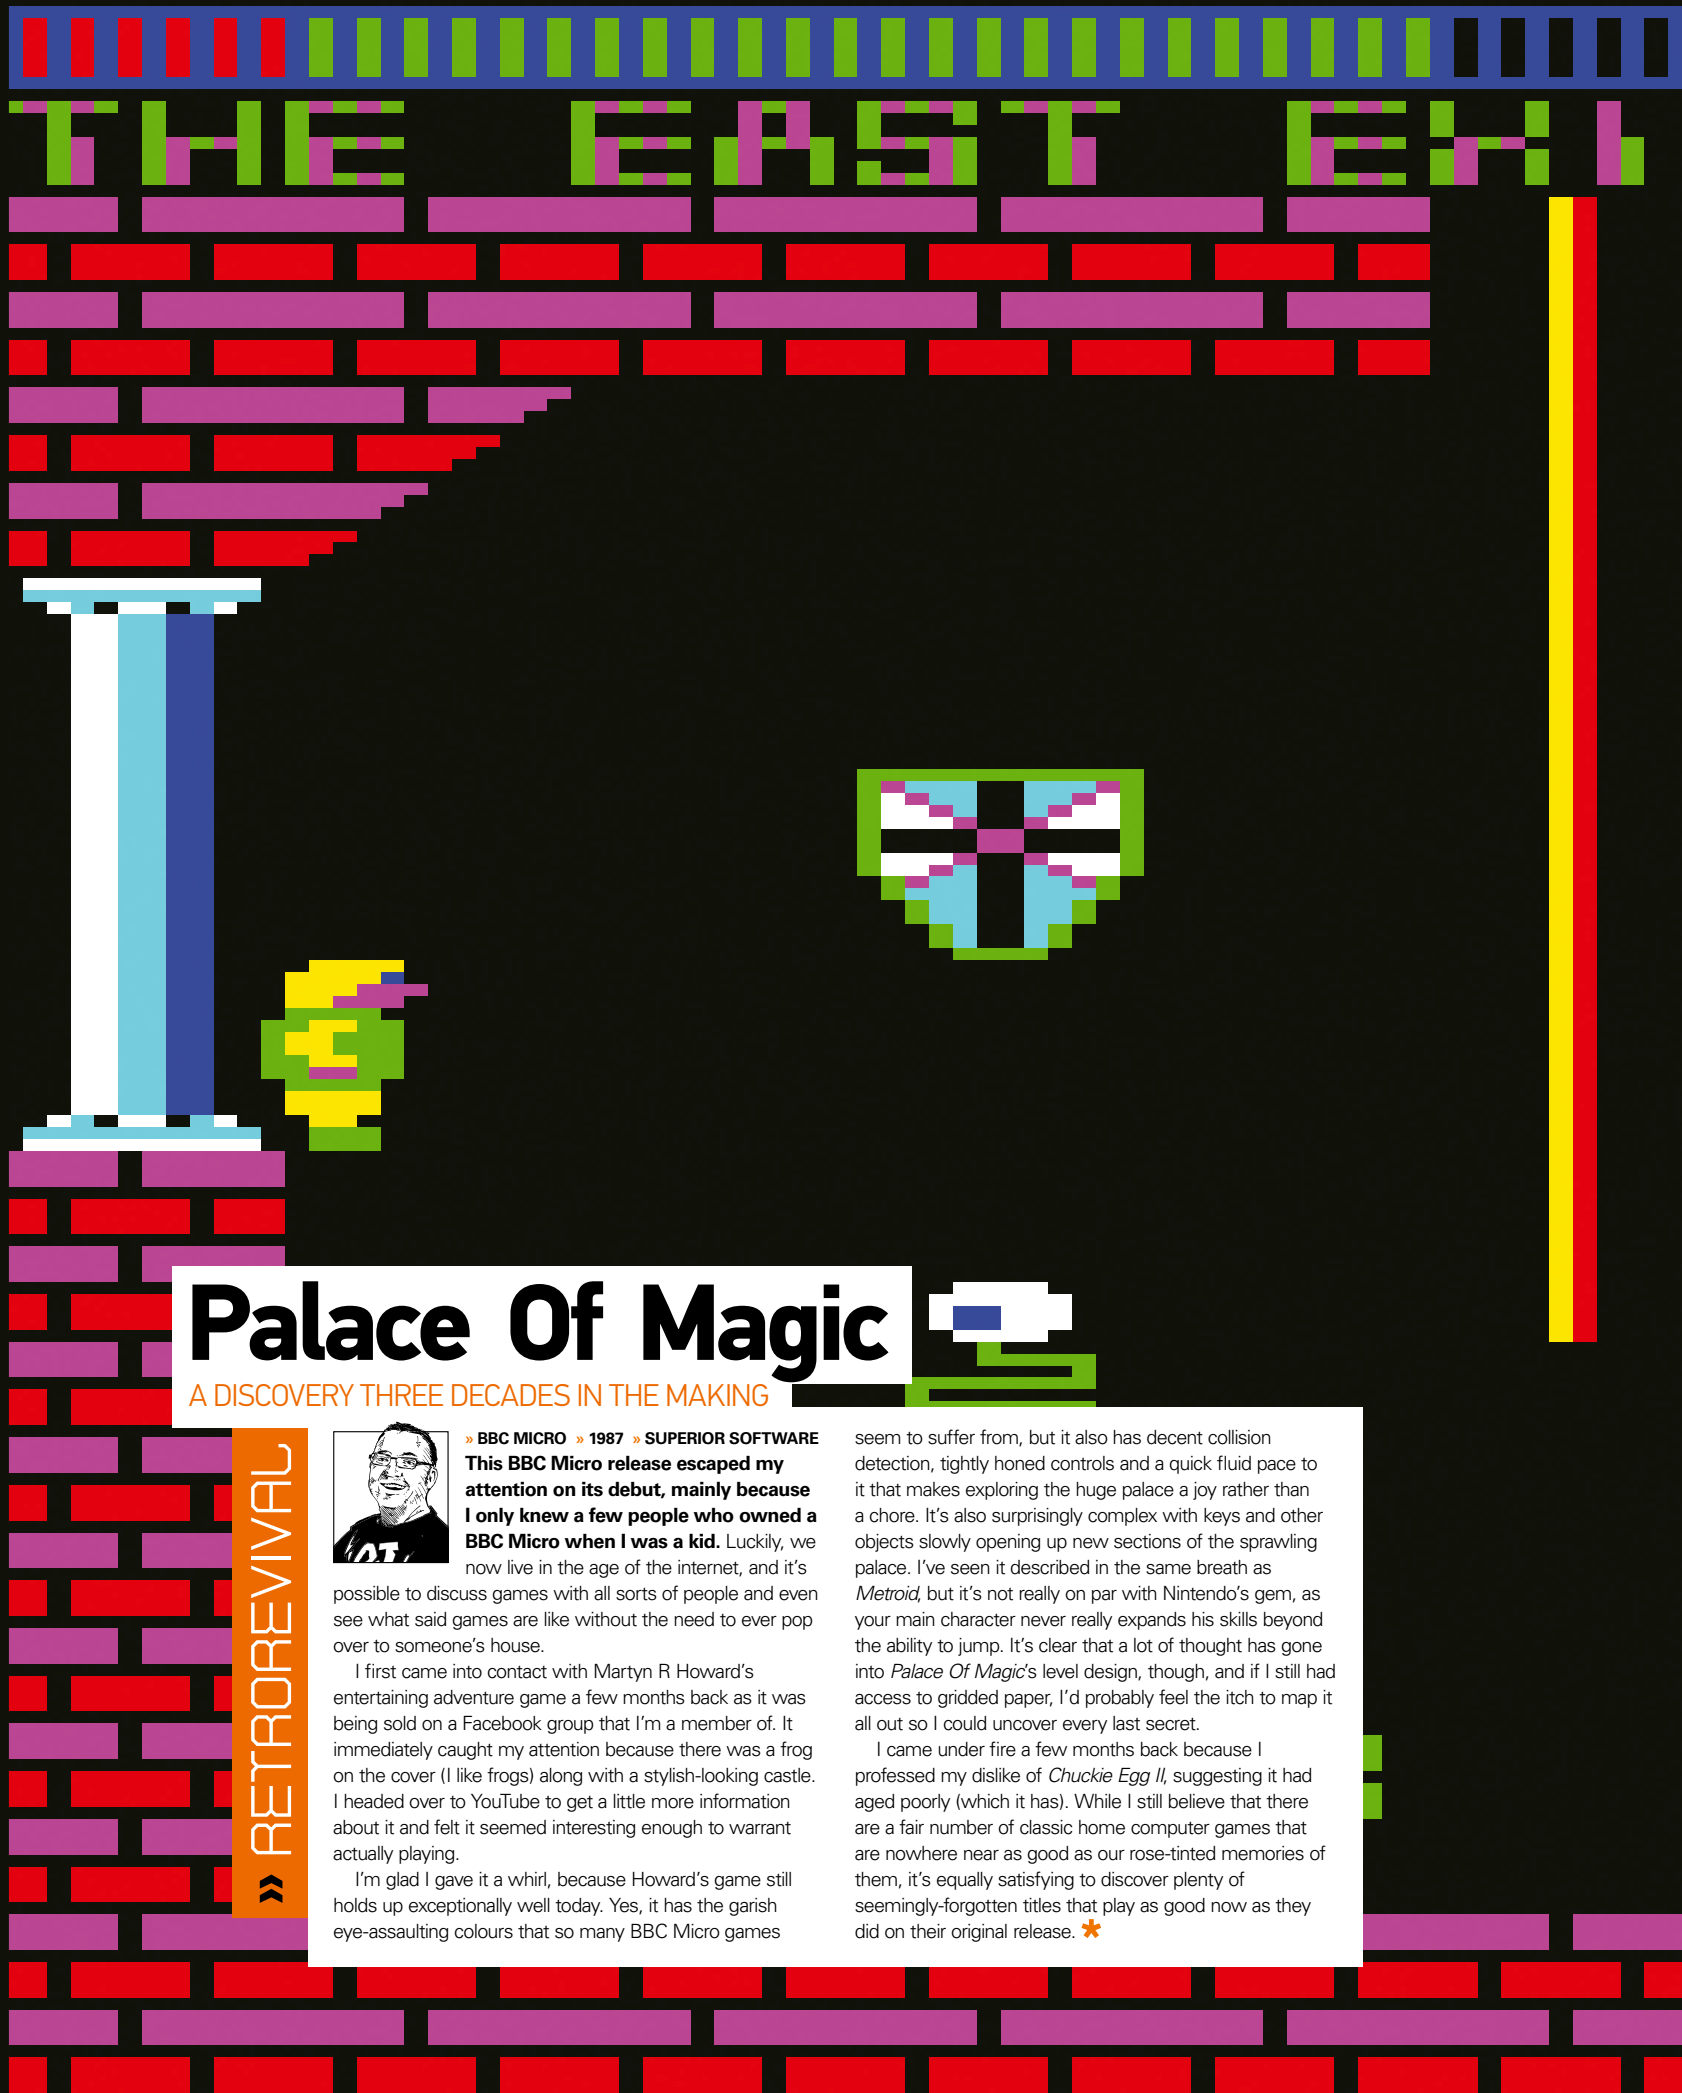 THE EAST EXI
Palace Of Magic
A DISCOVERY THREE DECADES IN THE MAKING
» RETROREVIVAL
» BBC MICRO » 1987 » SUPERIOR SOFTWARE
This BBC Micro release escaped my
attention on its debut, mainly because
I only knew a few people who owned a
BBC Micro when I was a kid. Luckily, we
now live in the age of the internet, and it's
possible to discuss games with all sorts of people and even
see what said games are like without the need to ever pop
over to someone's house.
I first came into contact with Martyn R Howard's
entertaining adventure game a few months back as it was
being sold on a Facebook group that I'm a member of. It
immediately caught my attention because there was a frog
on the cover (I like frogs) along with a stylish-looking castle.
I headed over to YouTube to get a little more information
about it and felt it seemed interesting enough to warrant
actually playing.
I'm glad I gave it a whirl, because Howard's game still
holds up exceptionally well today. Yes, it has the garish
eye-assaulting colours that so many BBC Micro games
seem to suffer from, but it also has decent collision
detection, tightly honed controls and a quick fluid pace to
it that makes exploring the huge palace a joy rather than
a chore. It's also surprisingly complex with keys and other
objects slowly opening up new sections of the sprawling
palace. I've seen it described in the same breath as
Metroid, but it's not really on par with Nintendo's gem, as
your main character never really expands his skills beyond
the ability to jump. It's clear that a lot of thought has gone
into Palace Of Magic's level design, though, and if I still had
access to gridded paper, I'd probably feel the itch to map it
all out so I could uncover every last secret.
I came under fire a few months back because I
professed my dislike of Chuckie Egg II, suggesting it had
aged poorly (which it has). While I still believe that there
are a fair number of classic home computer games that
are nowhere near as good as our rose-tinted memories of
them, it's equally satisfying to discover plenty of
seemingly-forgotten titles that play as good now as they
did on their original release. *